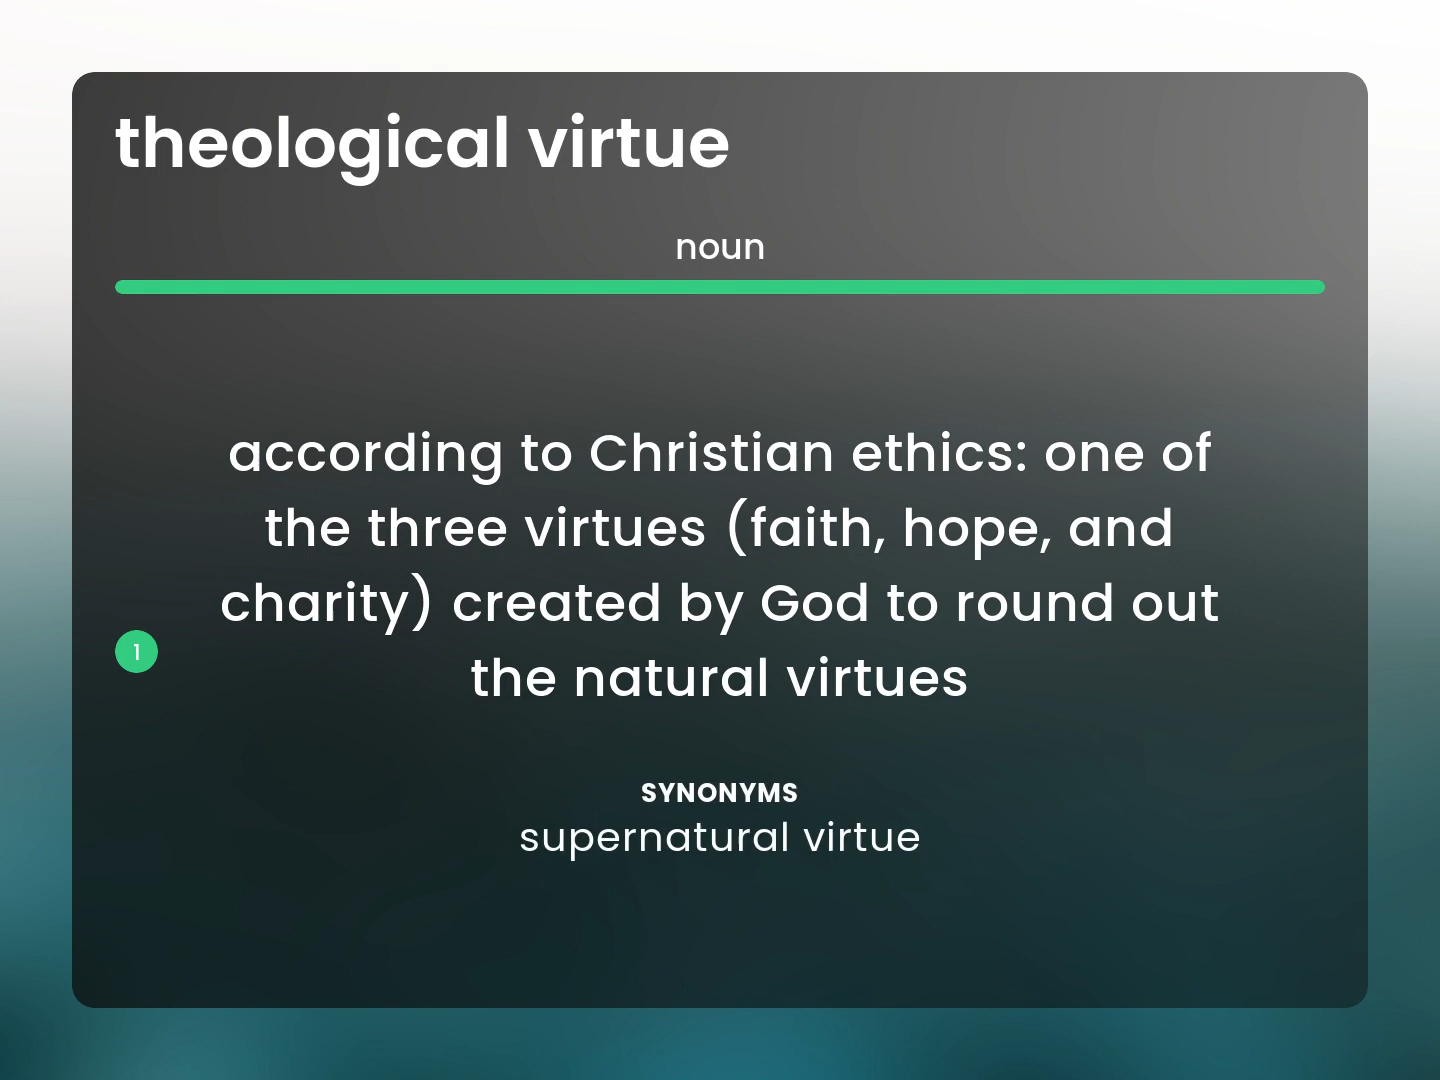 theological virtue
noun
according to Christian ethics: one of
the three virtues (faith, hope, and
charity) created by God to round out
1
the natural virtues
SYNONYMS
supernatural virtue